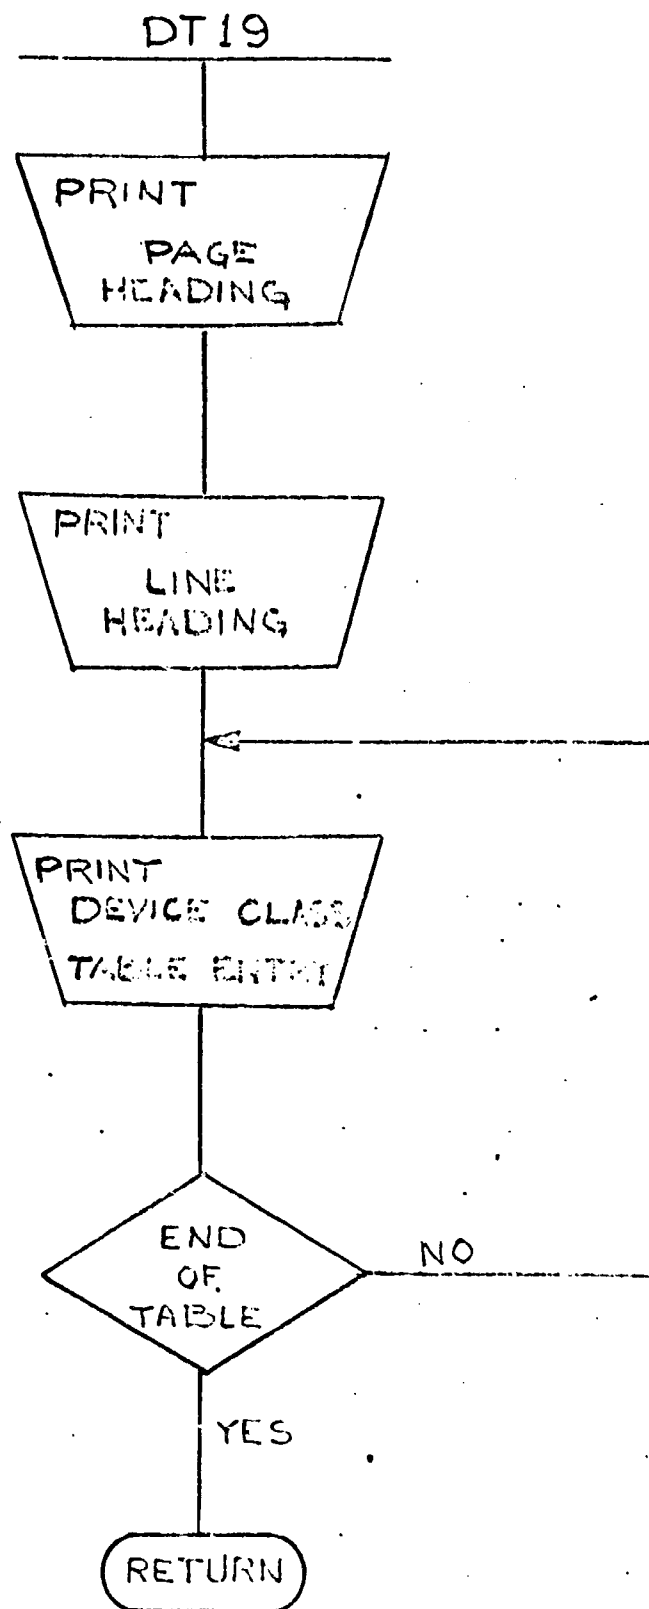 DT19
PRINT
PAGE
HEADING
PRINT
LINE
HEADING
PRINT
DEVICE CLASS
TABLE ENTRY
END
OF
TABLE
NO
YES
RETURN